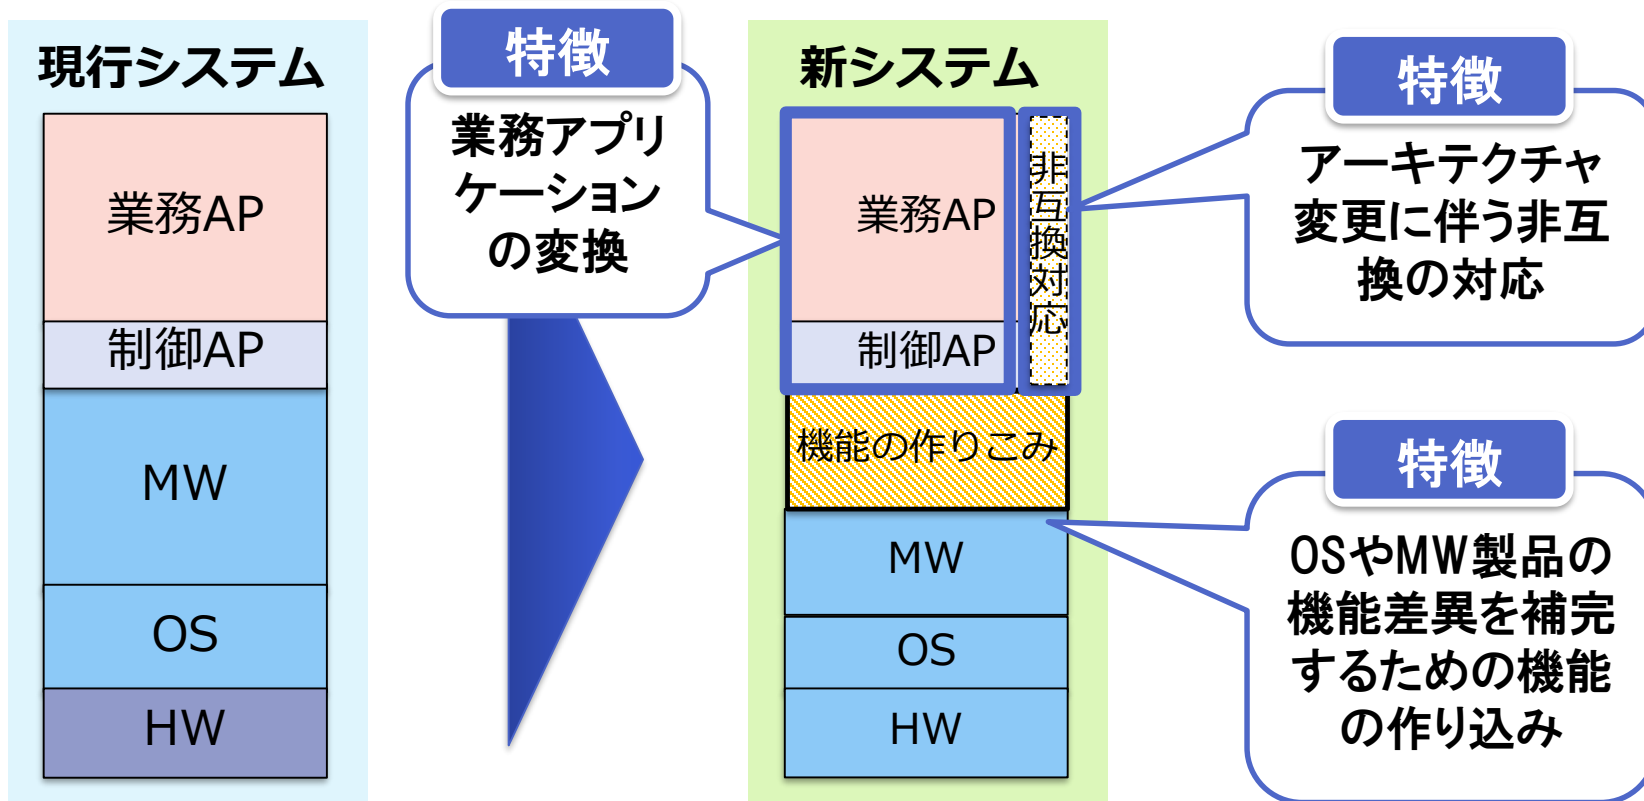 現行システム
業務AP
制御AP
MW
OS
HW
特徴
業務アプリ
ケーション
の変換
新システム
業務AP
制御AP
非互換対応
機能の作りこみ
MW
OS
HW
特徴
アーキテクチャ
変更に伴う非互
換の対応
特徴
OSやMW製品の
機能差異を補完
するための機能
の作り込み